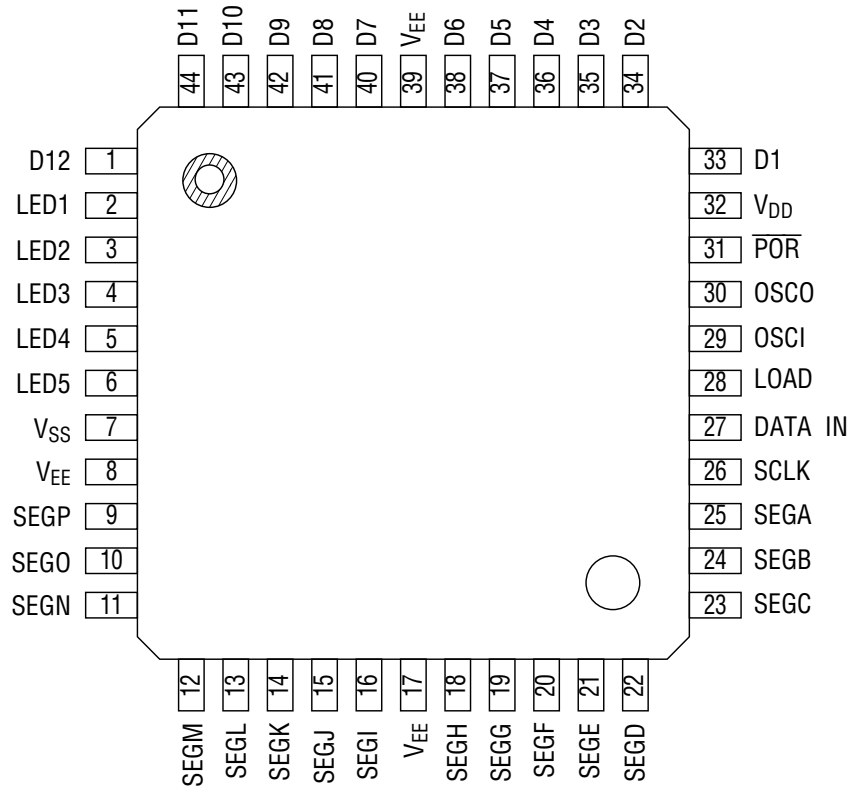 D11 D10 D9 D8 D7 VEE D6 D5 D4 D3 D2
44 43 42 41 40 39 38 37 36 35 34
D12 1
LED1 2
LED2 3
LED3 4
LED4 5
LED5 6
VSS 7
VEE 8
SEGP 9
SEGO 10
SEGN 11
33 D1
32 VDD
31 P̅O̅R̅
30 OSCO
29 OSCI
28 LOAD
27 DATA IN
26 SCLK
25 SEGA
24 SEGB
23 SEGC
12 13 14 15 16 17 18 19 20 21 22
SEGM SEGL SEGK SEGJ SEGI VEE SEGH SEGG SEGF SEGE SEGD